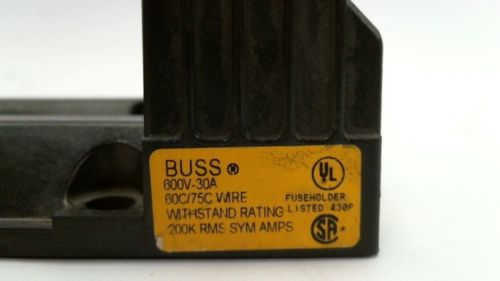 BUSS ®
600V-30A
60C/75C WIRE
WITHSTAND RATING
200K RMS SYM AMPS
UL
FUSEHOLDER
LISTED 430P
SA